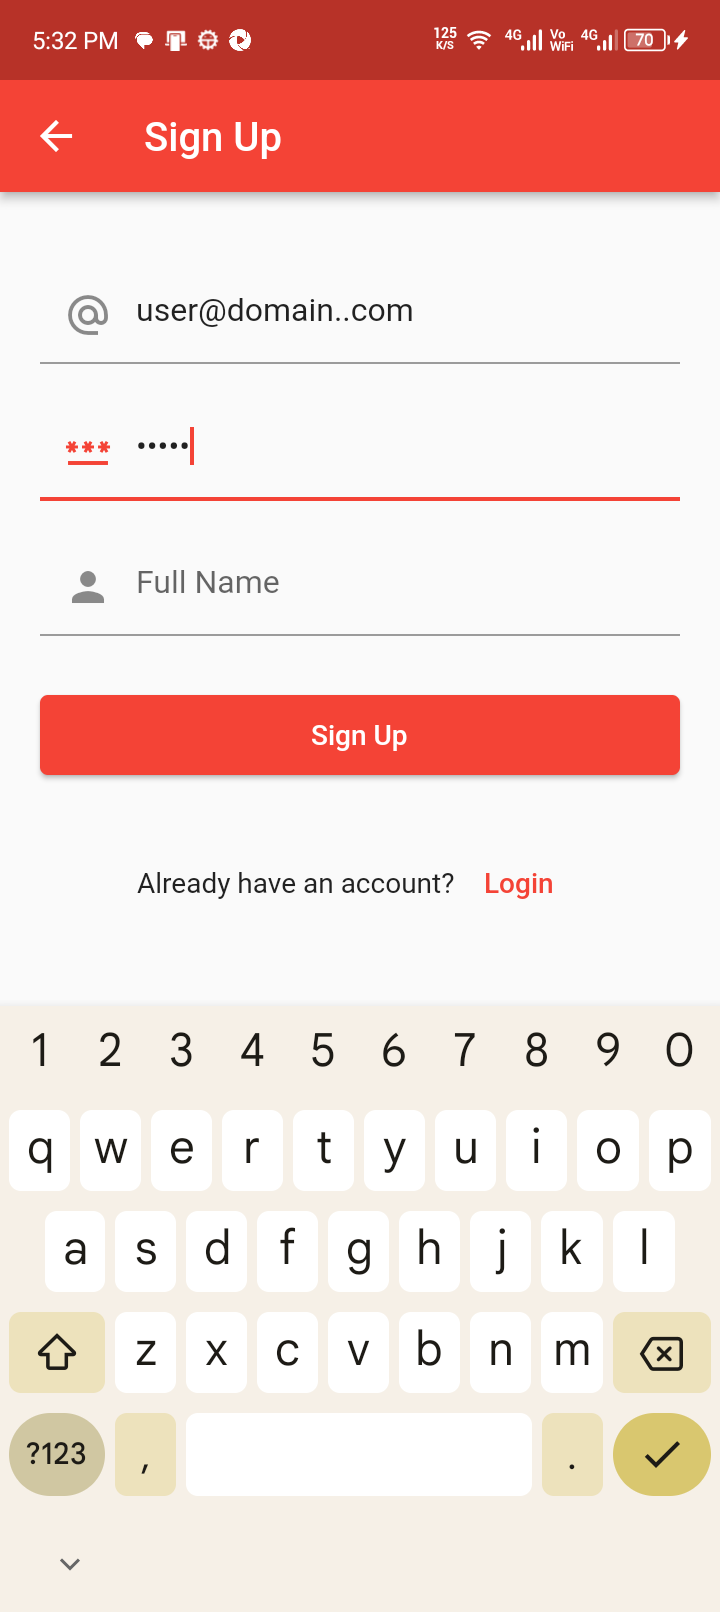 5:32 PM 125 K/S 4G Vo WiFi 4G 70
Sign Up
user@domain..com
•••••
Full Name
Sign Up
Already have an account? Login
1 2 3 4 5 6 7 8 9 0
q w e r t y u i o p
a s d f g h j k l
z x c v b n m
?123 , .